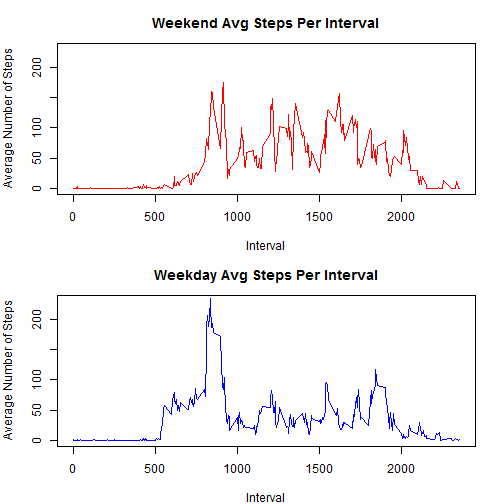 Weekend Avg Steps Per Interval
Average Number of Steps
200
100
50
0
0 500 1000 1500 2000
Interval
Weekday Avg Steps Per Interval
Average Number of Steps
200
100
50
0
0 500 1000 1500 2000
Interval